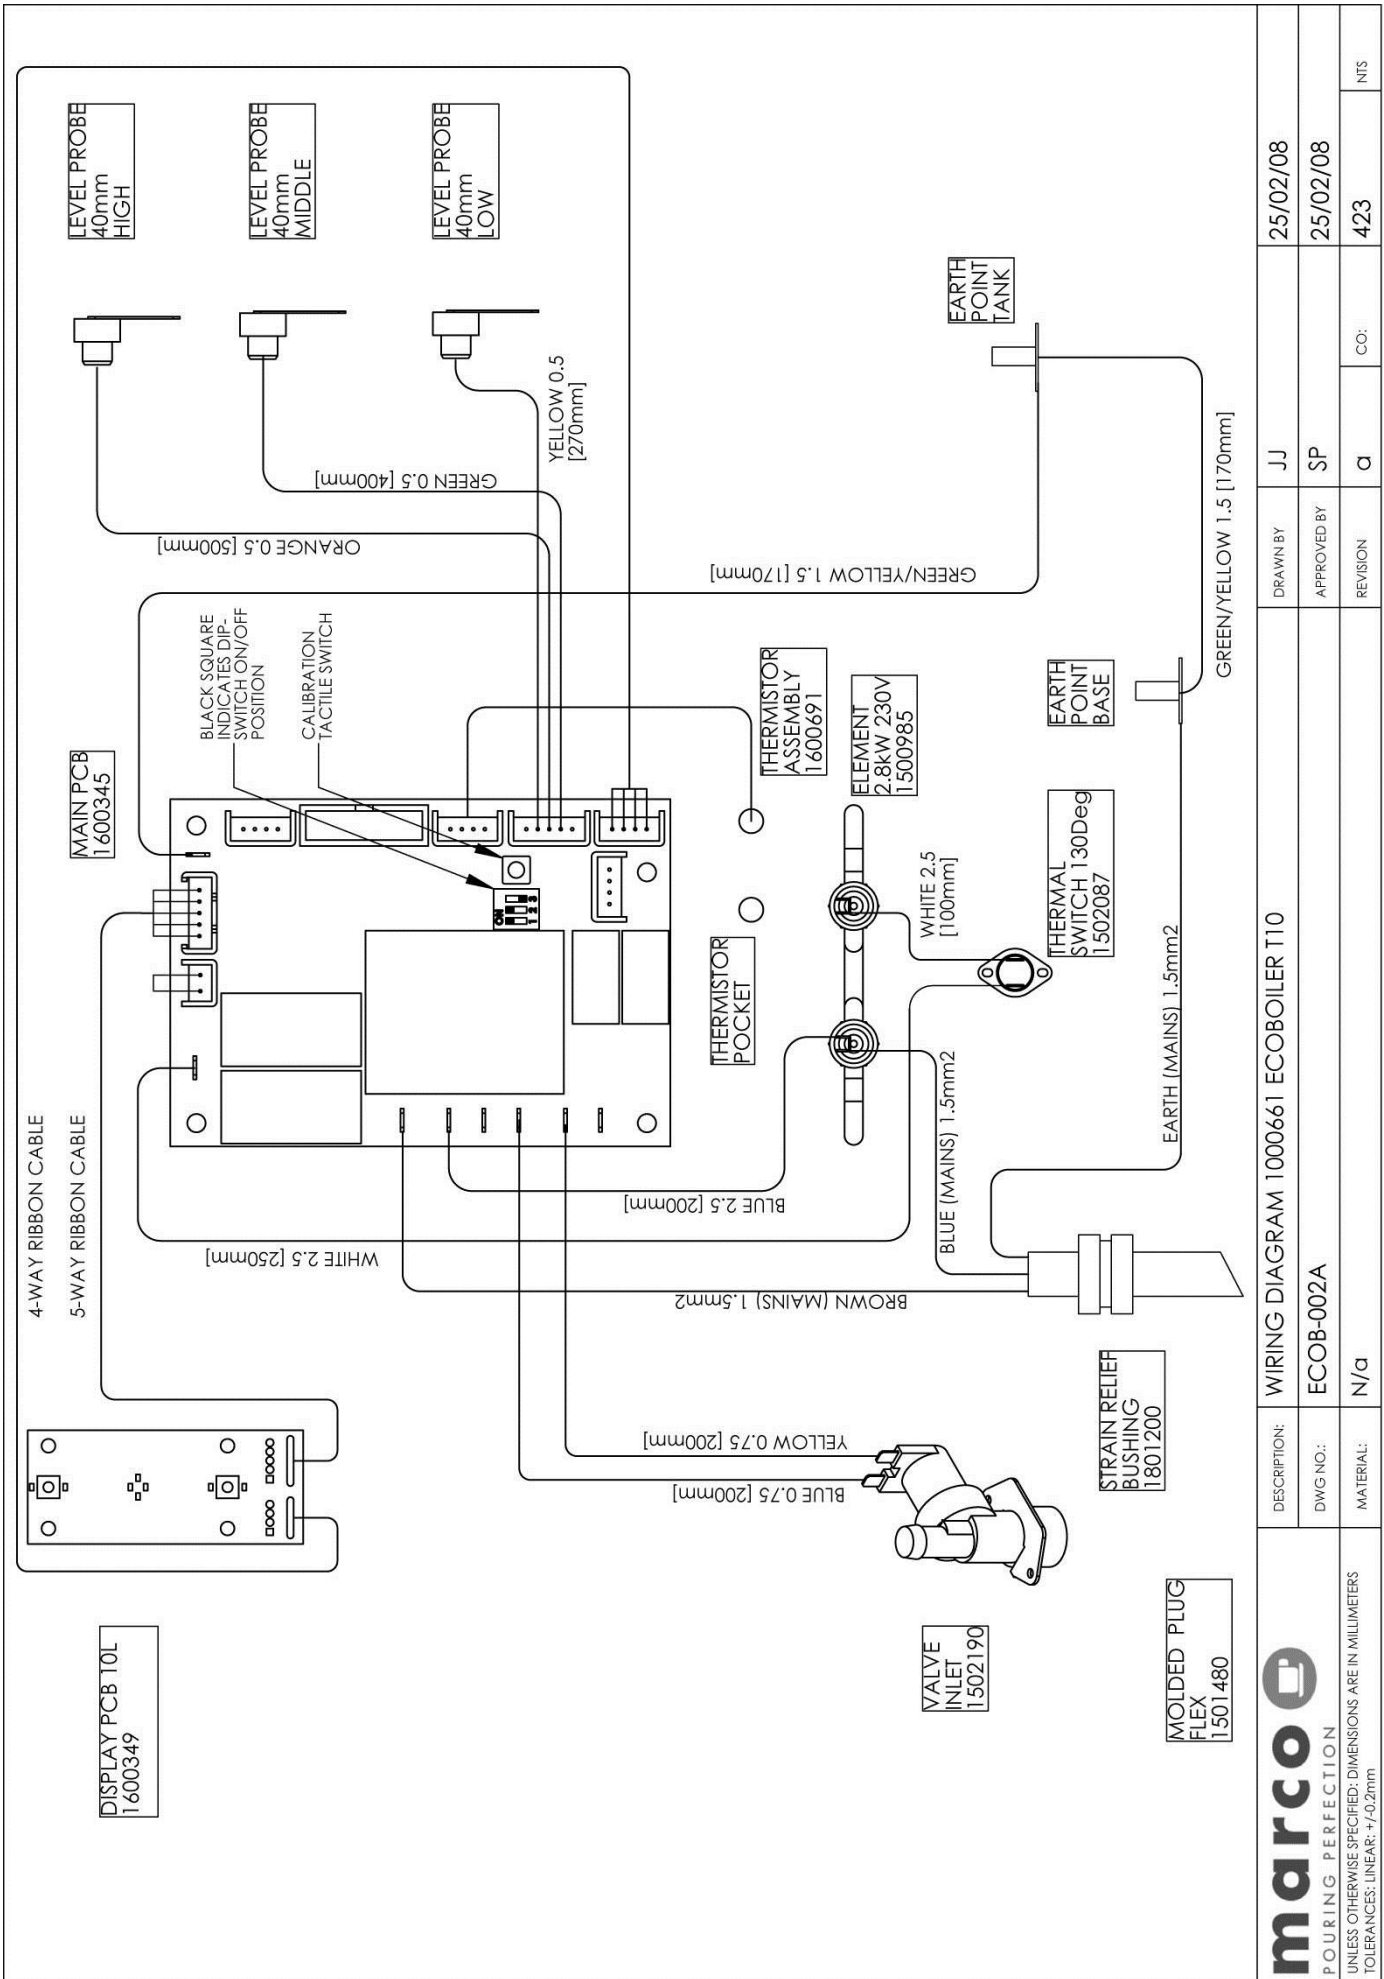 DISPLAY PCB 10L
1600349
4-WAY RIBBON CABLE
5-WAY RIBBON CABLE
MAIN PCB
1600345
LEVEL PROBE
40mm
HIGH
LEVEL PROBE
40mm
MIDDLE
LEVEL PROBE
40mm
LOW
BLACK SQUARE
INDICATES DIP-
SWITCH ON/OFF
POSITION
CALIBRATION
TACTILE SWITCH
ORANGE 0.5 [500mm]
GREEN 0.5 [400mm]
YELLOW 0.5
[270mm]
ON
1 2 3
WHITE 2.5 [250mm]
BLUE 2.5 [200mm]
BROWN (MAINS) 1.5mm2
YELLOW 0.75 [200mm]
BLUE 0.75 [200mm]
GREEN/YELLOW 1.5 [170mm]
THERMISTOR
POCKET
THERMISTOR
ASSEMBLY
1600691
ELEMENT
2.8kW 230V
1500985
WHITE 2.5
[100mm]
BLUE (MAINS) 1.5mm2
THERMAL
SWITCH 130Deg
1502087
EARTH
POINT
TANK
EARTH
POINT
BASE
EARTH (MAINS) 1.5mm2
GREEN/YELLOW 1.5 [170mm]
VALVE
INLET
1502190
STRAIN RELIEF
BUSHING
1801200
MOLDED PLUG
FLEX
1501480
marco
POURING PERFECTION
UNLESS OTHERWISE SPECIFIED: DIMENSIONS ARE IN MILLIMETERS
TOLERANCES: LINEAR: +/-0.2mm
DESCRIPTION: WIRING DIAGRAM 1000661 ECOBOILER T10
DRAWN BY JJ 25/02/08
DWG NO.: ECOB-002A
APPROVED BY SP 25/02/08
MATERIAL: N/a
REVISION a CO: 423 NTS